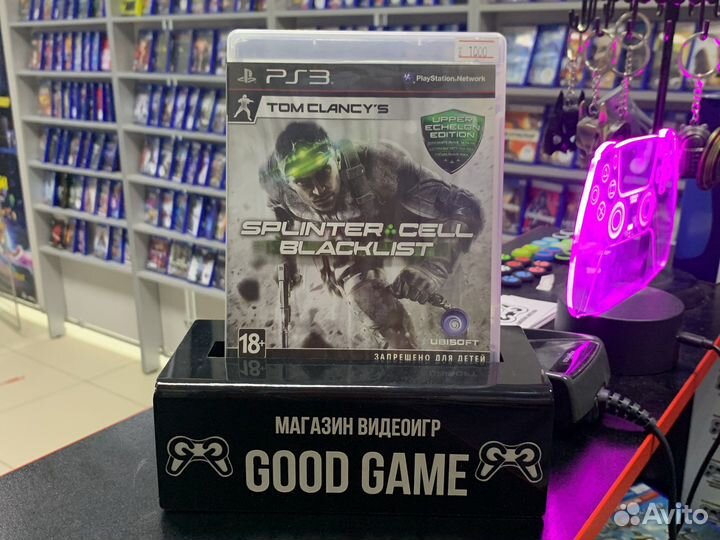 1000
PS3
PlayStation Network
TOM CLANCY'S
UPPER
ECHELON
EDITION
SPLINTER CELL
BLACKLIST
UBISOFT
18+
ЗАПРЕЩЕНО ДЛЯ ДЕТЕЙ
МАГАЗИН ВИДЕОИГР
GOOD GAME
Avito